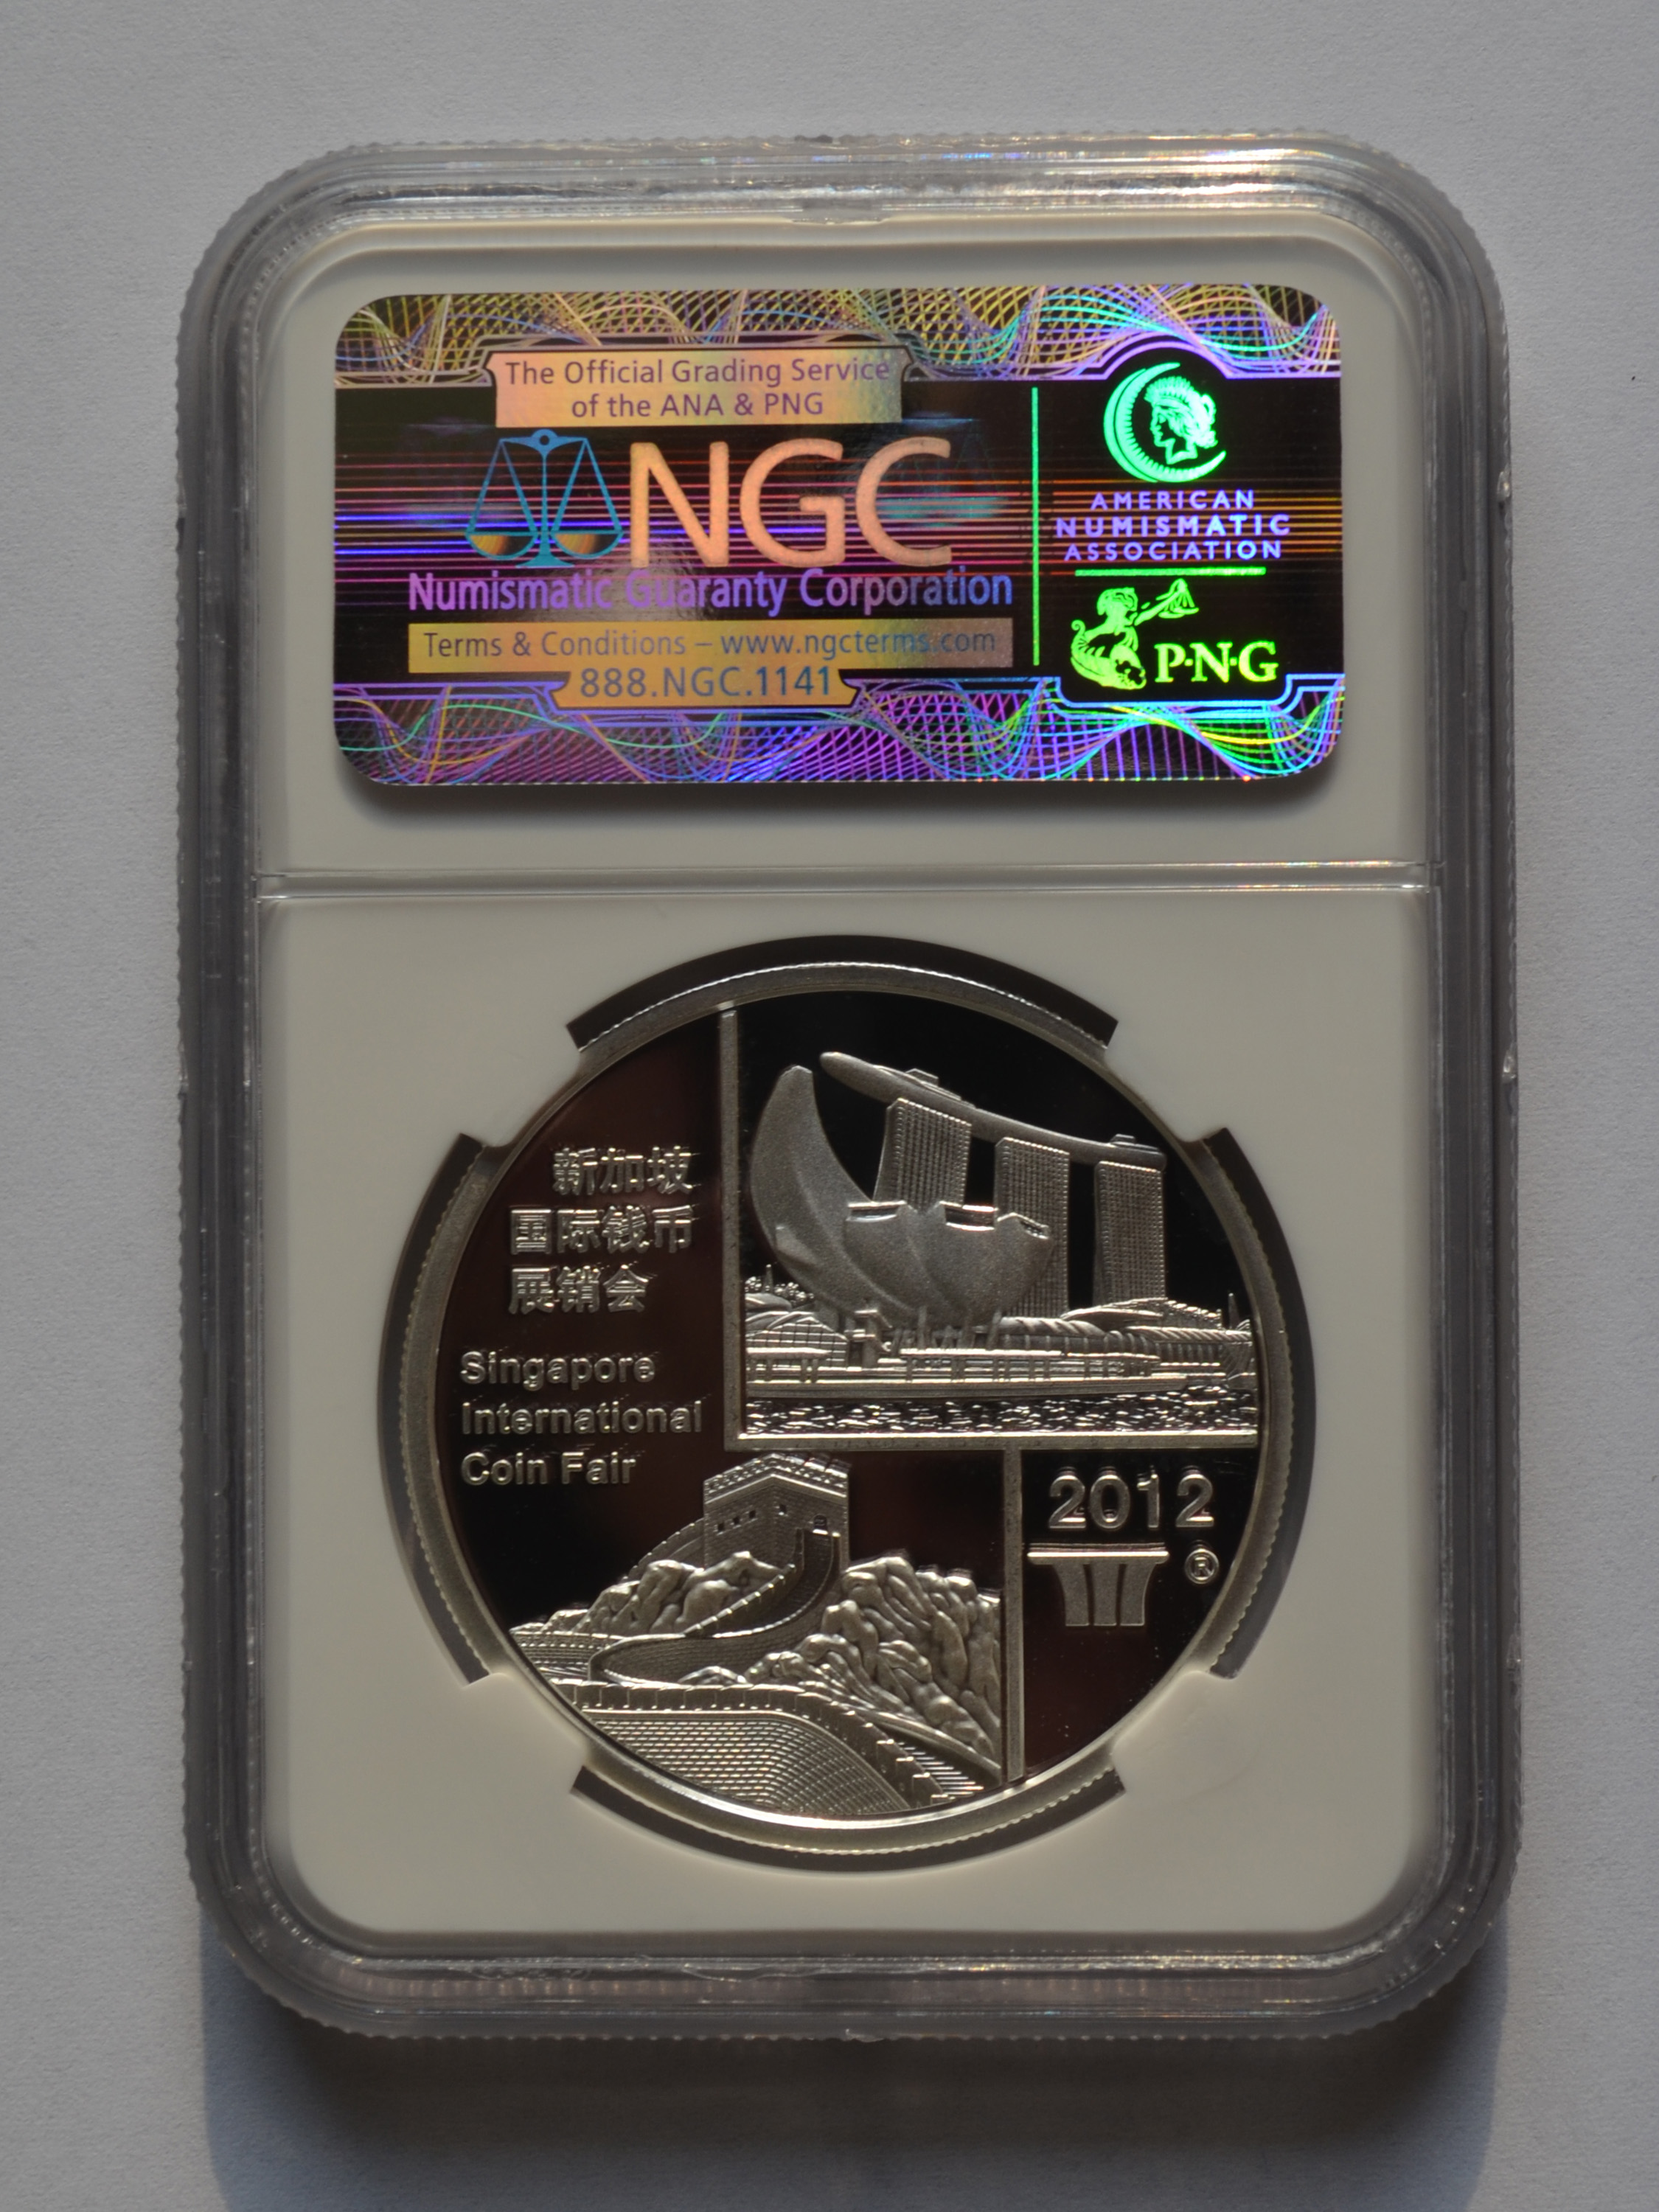 The Official Grading Service
of the ANA & PNG
NGC
Numismatic Guaranty Corporation
Terms & Conditions – www.ngcterms.com
888.NGC.1141
AMERICAN
NUMISMATIC
ASSOCIATION
P·N·G
新加坡
国际钱币
展销会
Singapore
International
Coin Fair
2012
®